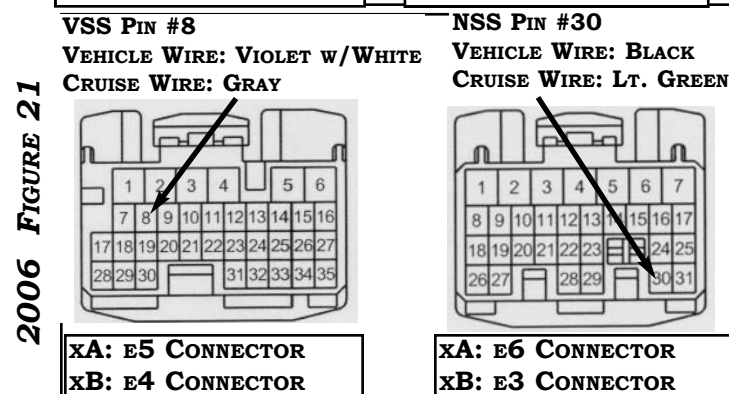 VSS PIN #8
VEHICLE WIRE: VIOLET W/WHITE
CRUISE WIRE: GRAY
NSS PIN #30
VEHICLE WIRE: BLACK
CRUISE WIRE: LT. GREEN
2006 FIGURE 21
1 2 3 4 5 6
7 8 9 10 11 12 13 14 15 16
17 18 19 20 21 22 23 24 25 26 27
28 29 30 31 32 33 34 35
1 2 3 4 5 6 7
8 9 10 11 12 13 14 15 16 17
18 19 20 21 22 23 24 25
26 27 28 29 30 31
XA: E5 CONNECTOR
XB: E4 CONNECTOR
XA: E6 CONNECTOR
XB: E3 CONNECTOR